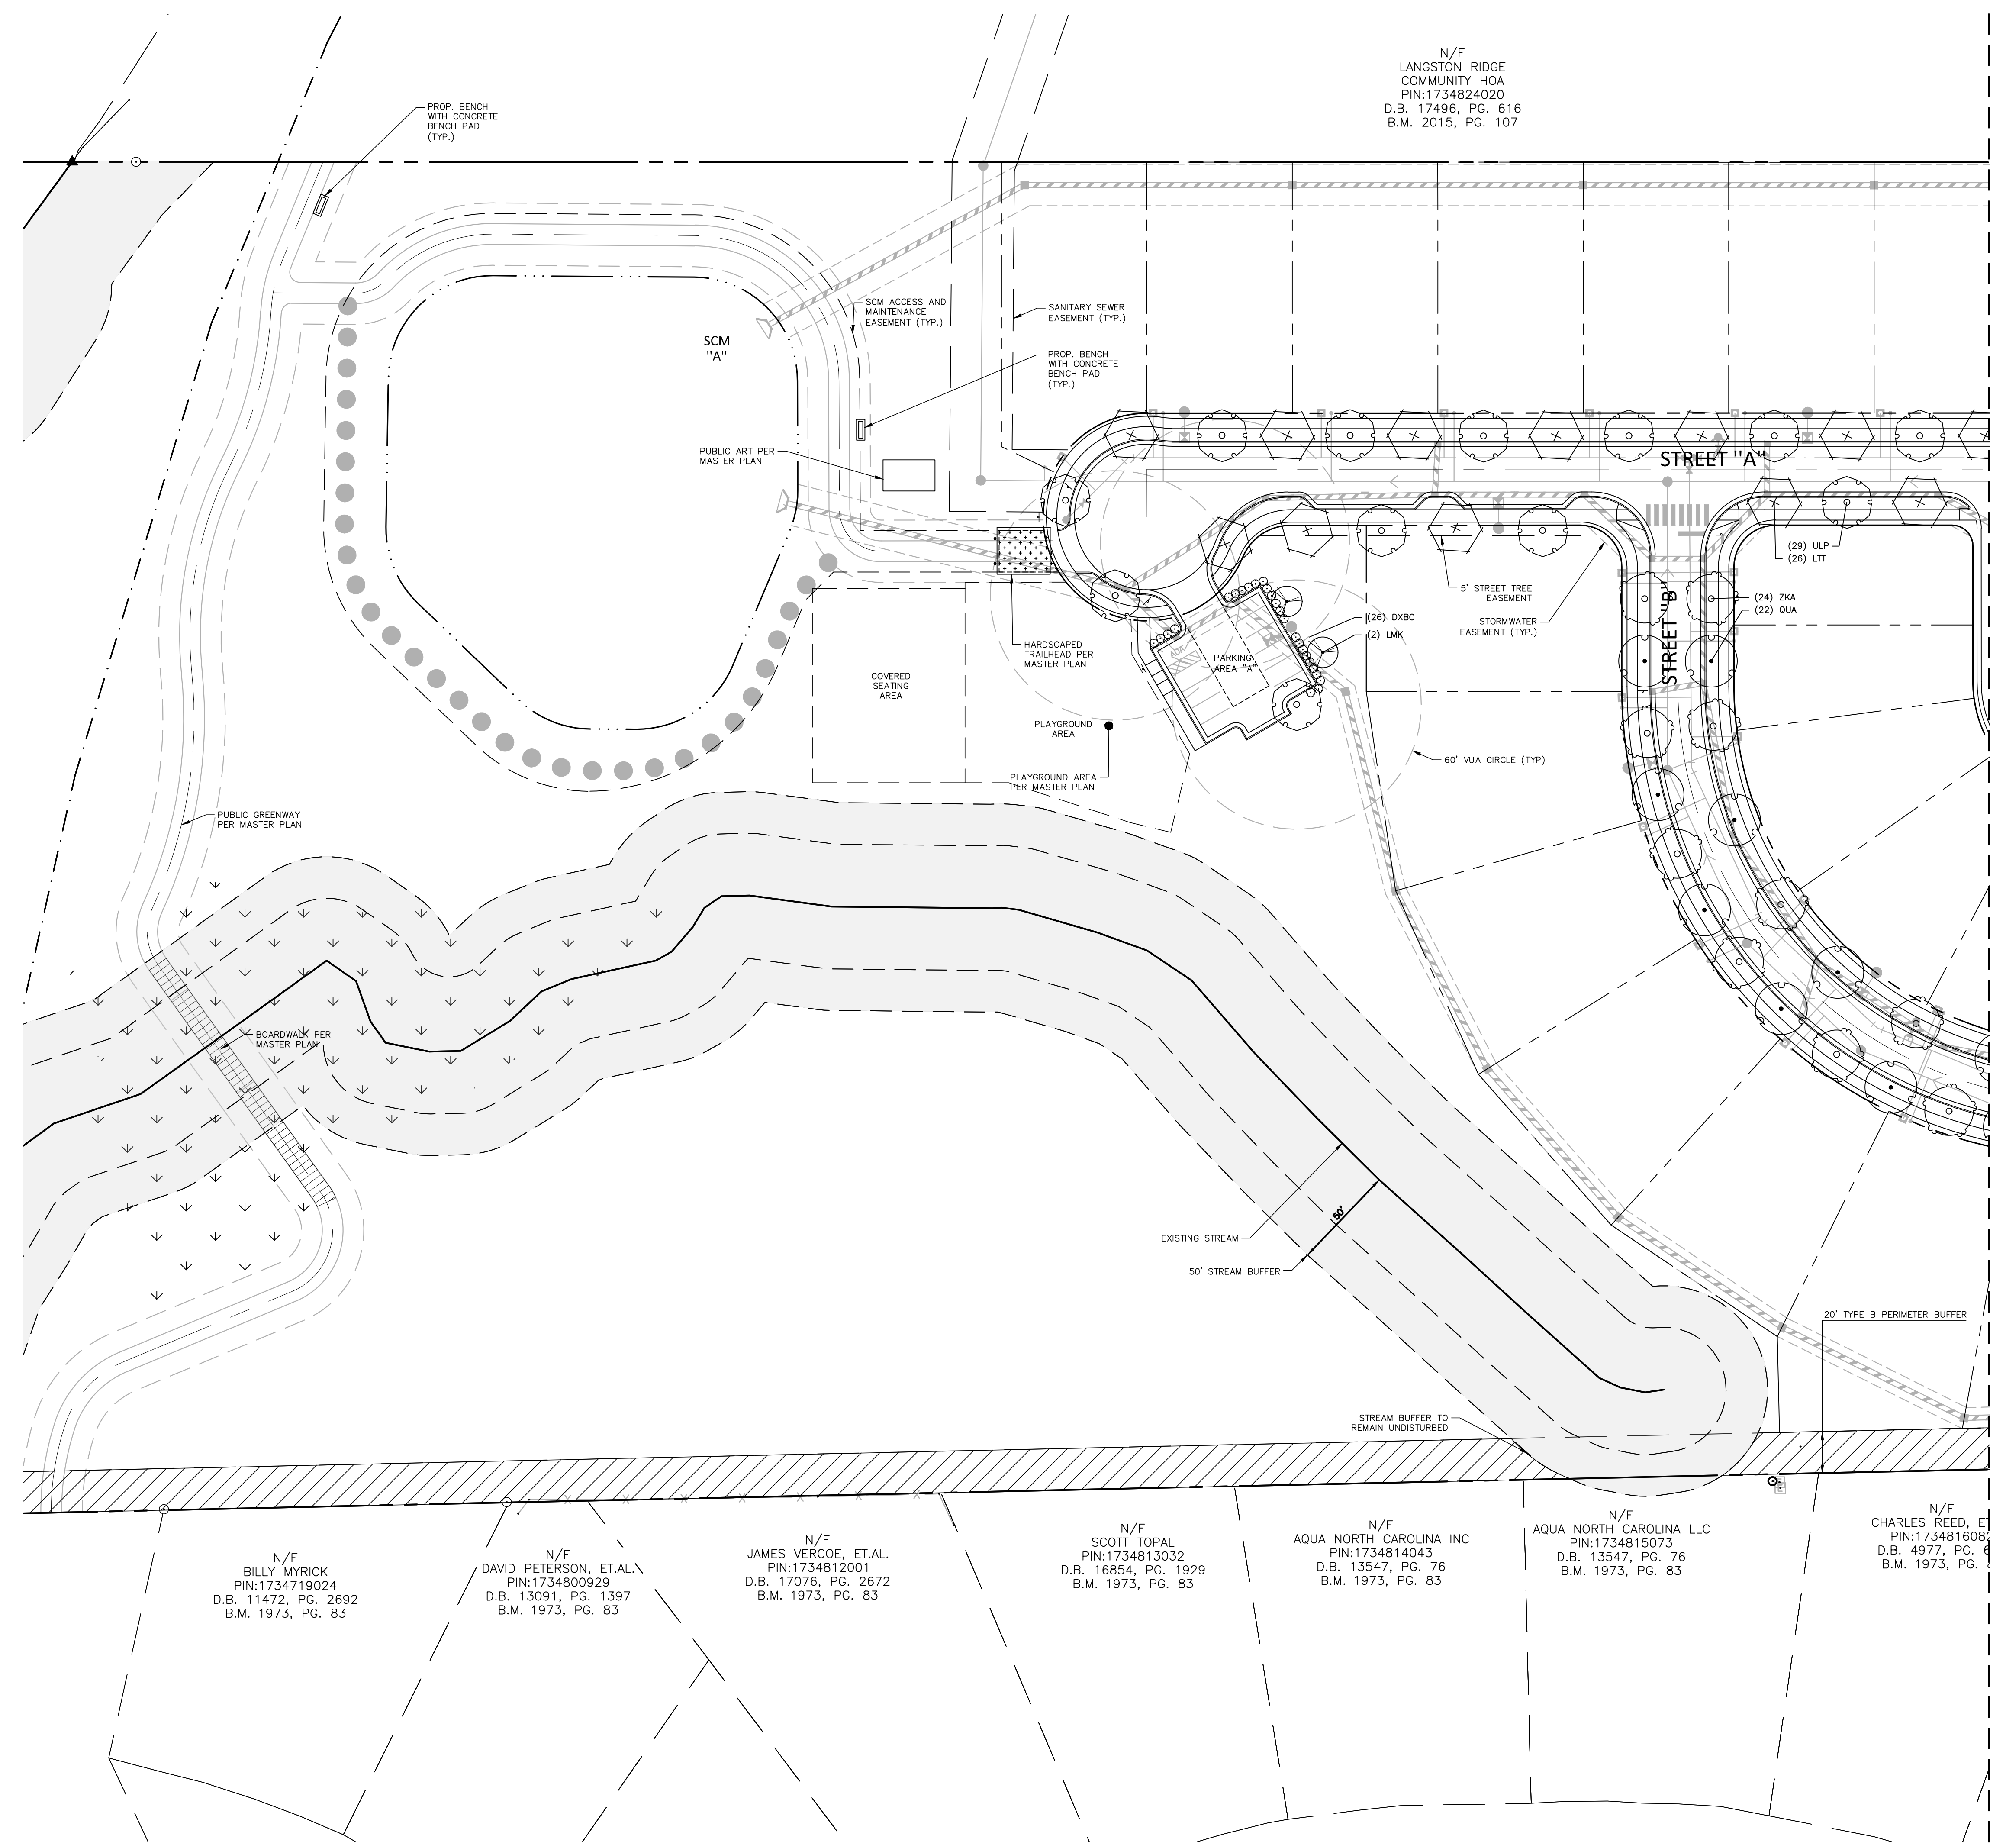 N/F
LANGSTON RIDGE
COMMUNITY HOA
PIN:1734824020
D.B. 17496, PG. 616
B.M. 2015, PG. 107
PROP. BENCH
WITH CONCRETE
BENCH PAD
(TYP.)
SCM ACCESS AND
MAINTENANCE
EASEMENT (TYP.)
SANITARY SEWER
EASEMENT (TYP.)
SCM
"A"
PROP. BENCH
WITH CONCRETE
BENCH PAD
(TYP.)
PUBLIC ART PER
MASTER PLAN
STREET "A"
(29) ULP
(26) LTT
5' STREET TREE
EASEMENT
STORMWATER
EASEMENT (TYP.)
STREET "B"
(24) ZKA
(22) QUA
(26) DXBC
(2) LMK
HARDSCAPED
TRAILHEAD PER
MASTER PLAN
PARKING
AREA "A"
COVERED
SEATING
AREA
PLAYGROUND
AREA
PLAYGROUND AREA
PER MASTER PLAN
60' VUA CIRCLE (TYP)
PUBLIC GREENWAY
PER MASTER PLAN
BOARDWALK PER
MASTER PLAN
50'
EXISTING STREAM
50' STREAM BUFFER
20' TYPE B PERIMETER BUFFER
STREAM BUFFER TO
REMAIN UNDISTURBED
N/F
BILLY MYRICK
PIN:1734719024
D.B. 11472, PG. 2692
B.M. 1973, PG. 83
N/F
DAVID PETERSON, ET.AL.
PIN:1734800929
D.B. 13091, PG. 1397
B.M. 1973, PG. 83
N/F
JAMES VERCOE, ET.AL.
PIN:1734812001
D.B. 17076, PG. 2672
B.M. 1973, PG. 83
N/F
SCOTT TOPAL
PIN:1734813032
D.B. 16854, PG. 1929
B.M. 1973, PG. 83
N/F
AQUA NORTH CAROLINA INC
PIN:1734814043
D.B. 13547, PG. 76
B.M. 1973, PG. 83
N/F
AQUA NORTH CAROLINA LLC
PIN:1734815073
D.B. 13547, PG. 76
B.M. 1973, PG. 83
N/F
CHARLES REED,
D.B. 4977, PG.
B.M. 1973, PG.